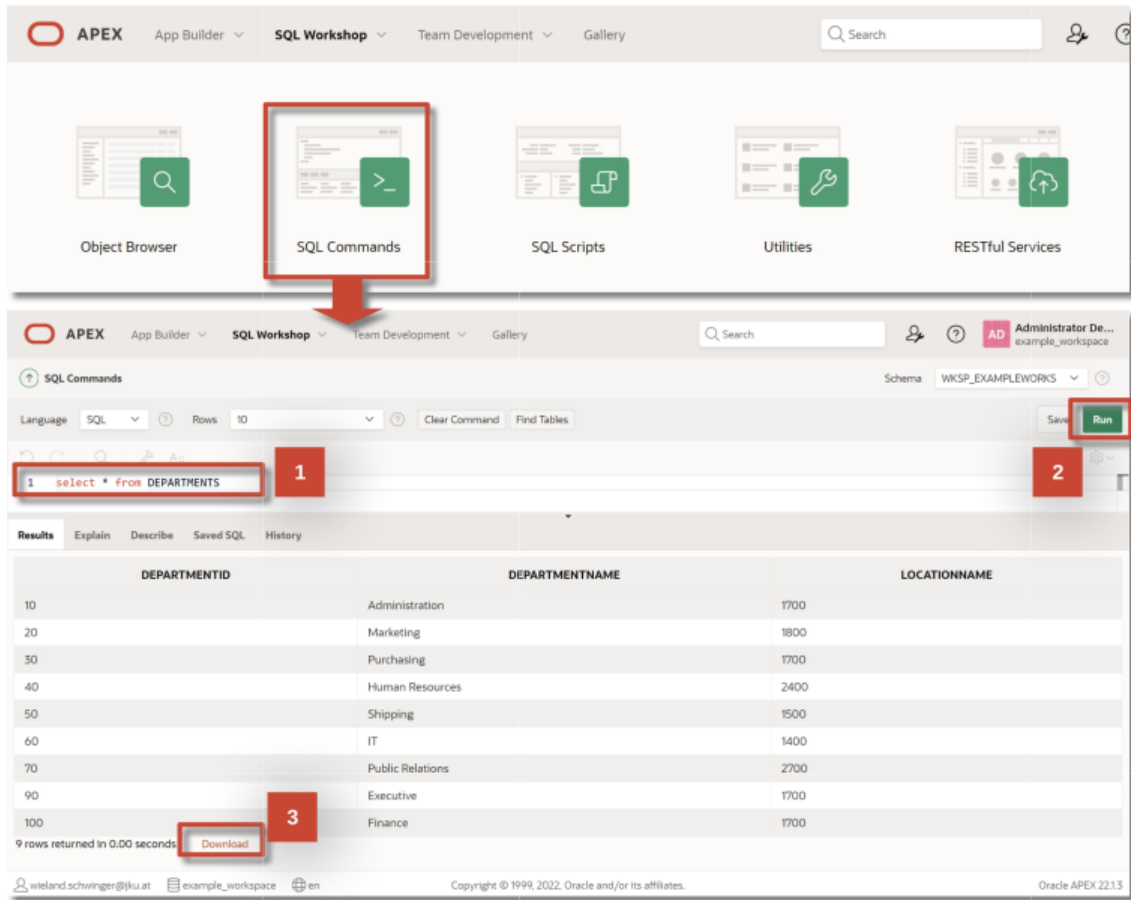 APEX App Builder SQL Workshop Team Development Gallery Search
>_
Object Browser SQL Commands SQL Scripts Utilities RESTful Services
APEX App Builder SQL Workshop Team Development Gallery Search ? AD Administrator De...
example_workspace
SQL Commands Schema WKSP_EXAMPLEWORKS ?
Language SQL ? Rows 10 ? Clear Command Find Tables Save Run
1 2
1 select * from DEPARTMENTS
Results Explain Describe Saved SQL History
DEPARTMENTID DEPARTMENTNAME LOCATIONNAME
10 Administration 1700
20 Marketing 1800
30 Purchasing 1700
40 Human Resources 2400
50 Shipping 1500
60 IT 1400
70 Public Relations 2700
90 Executive 1700
100 Finance 1700
3
9 rows returned in 0.00 seconds Download
wieland.schwinger@jku.at example_workspace en Copyright © 1999, 2022, Oracle and/or its affiliates. Oracle APEX 22.1.3